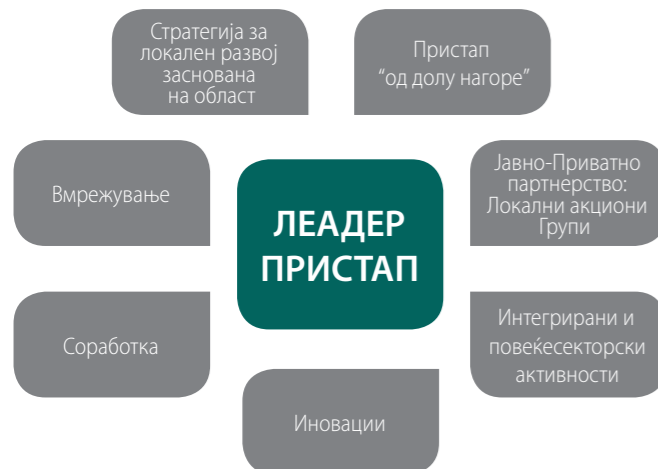 Стратегија за
локален развој
заснована
на област
Пристап
“од долу нагоре”
Јавно-Приватно
партнерство:
Локални акциони
Групи
Вмрежување
ЛЕАДЕР
ПРИСТАП
Интегрирани и
повеќесекторски
активности
Соработка
Иновации